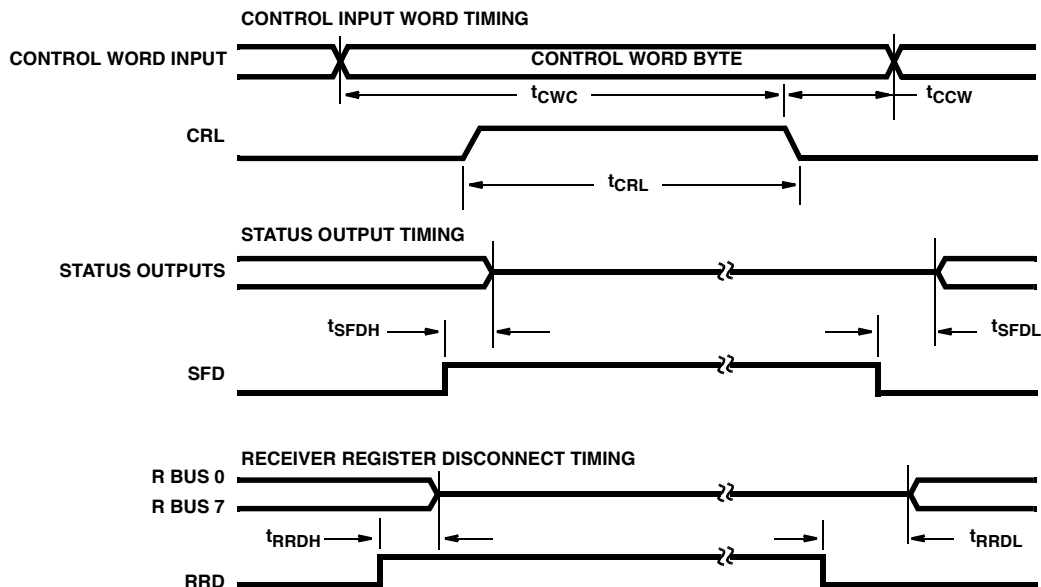 CONTROL INPUT WORD TIMING
CONTROL WORD INPUT
CONTROL WORD BYTE
tCWC
tCCW
CRL
tCRL
STATUS OUTPUT TIMING
STATUS OUTPUTS
tSFDH
tSFDL
SFD
RECEIVER REGISTER DISCONNECT TIMING
R BUS 0
R BUS 7
tRRDH
tRRDL
RRD